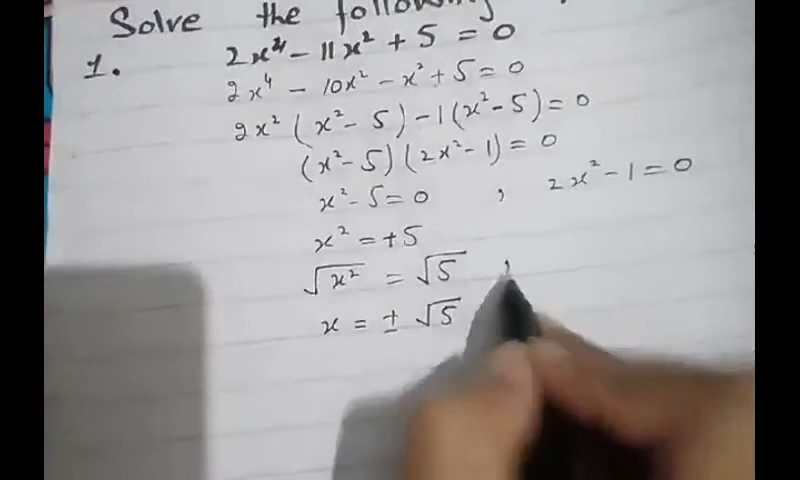 Solve the following
1. 2x⁴ - 11x² + 5 = 0
2x⁴ - 10x² - x² + 5 = 0
2x² (x² - 5) - 1(x² - 5) = 0
(x² - 5) (2x² - 1) = 0
x² - 5 = 0 , 2x² - 1 = 0
x² = +5
√x² = √5 ,
x = ± √5